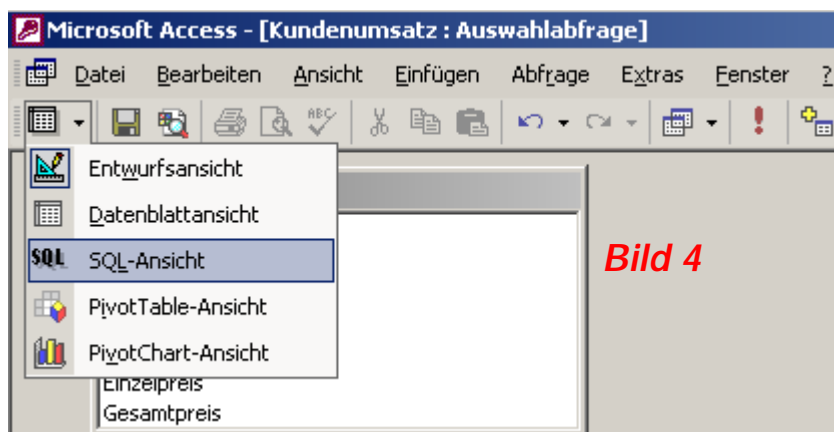 Microsoft Access - [Kundenumsatz : Auswahlabfrage]
Datei Bearbeiten Ansicht Einfügen Abfrage Extras Fenster ?
ABC
Entwurfsansicht
Datenblattansicht
SQL SQL-Ansicht
Bild 4
PivotTable-Ansicht
PivotChart-Ansicht
Einzelpreis
Gesamtpreis